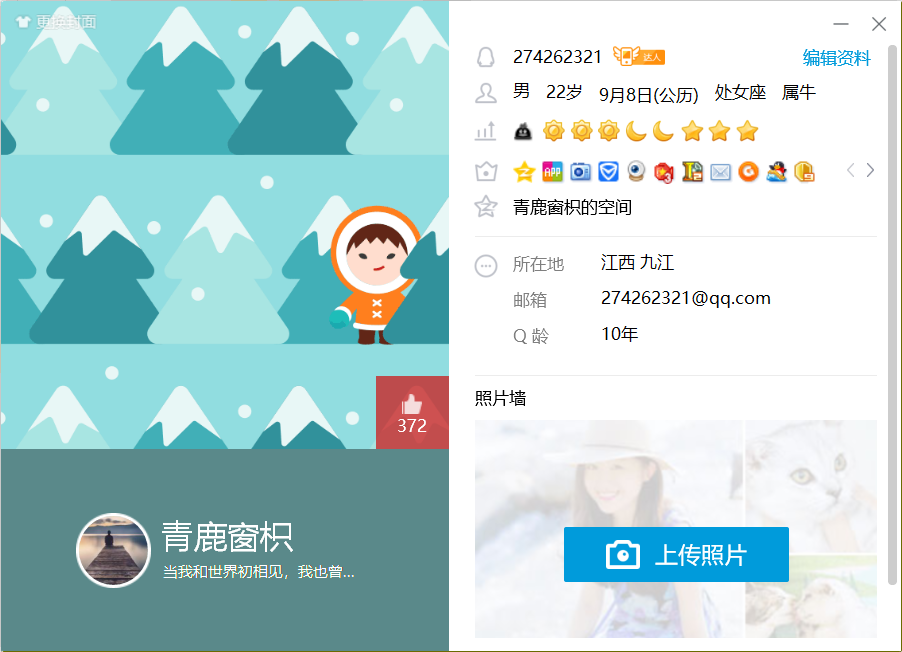 更换封面
372
青鹿窗枳
当我和世界初相见，我也曾...
274262321 达人 编辑资料
男 22岁 9月8日(公历) 处女座 属牛
APP
青鹿窗枳的空间
所在地 江西 九江
邮箱 274262321@qq.com
Q 龄 10年
照片墙
上传照片